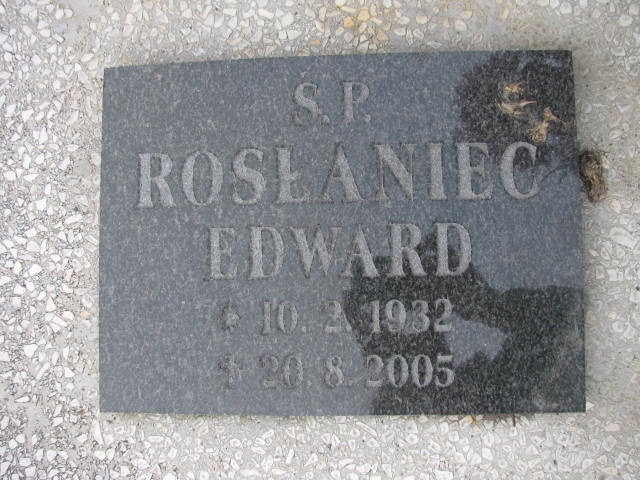 Ś.P.
ROSŁANIEC
EDWARD
* 10.2.1932
✝ 20.8.2005